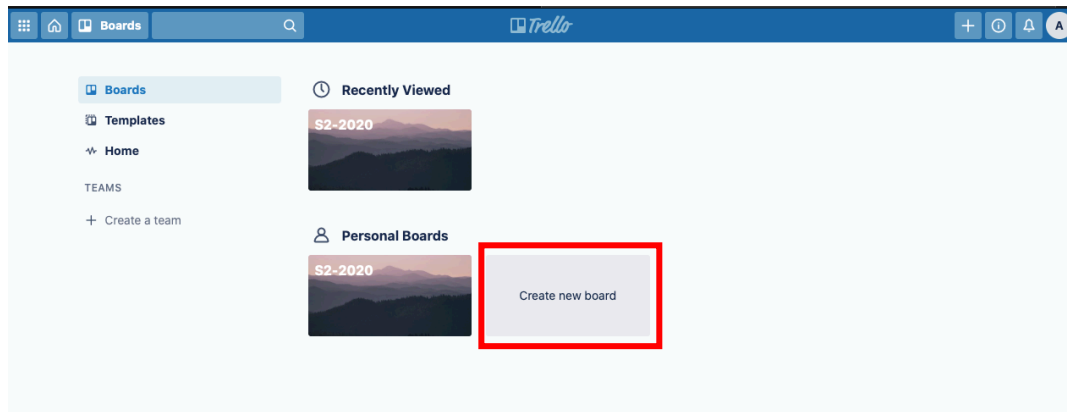 Boards
Trello
A
Boards
Templates
Home
TEAMS
+ Create a team
Recently Viewed
S2-2020
Personal Boards
S2-2020
Create new board